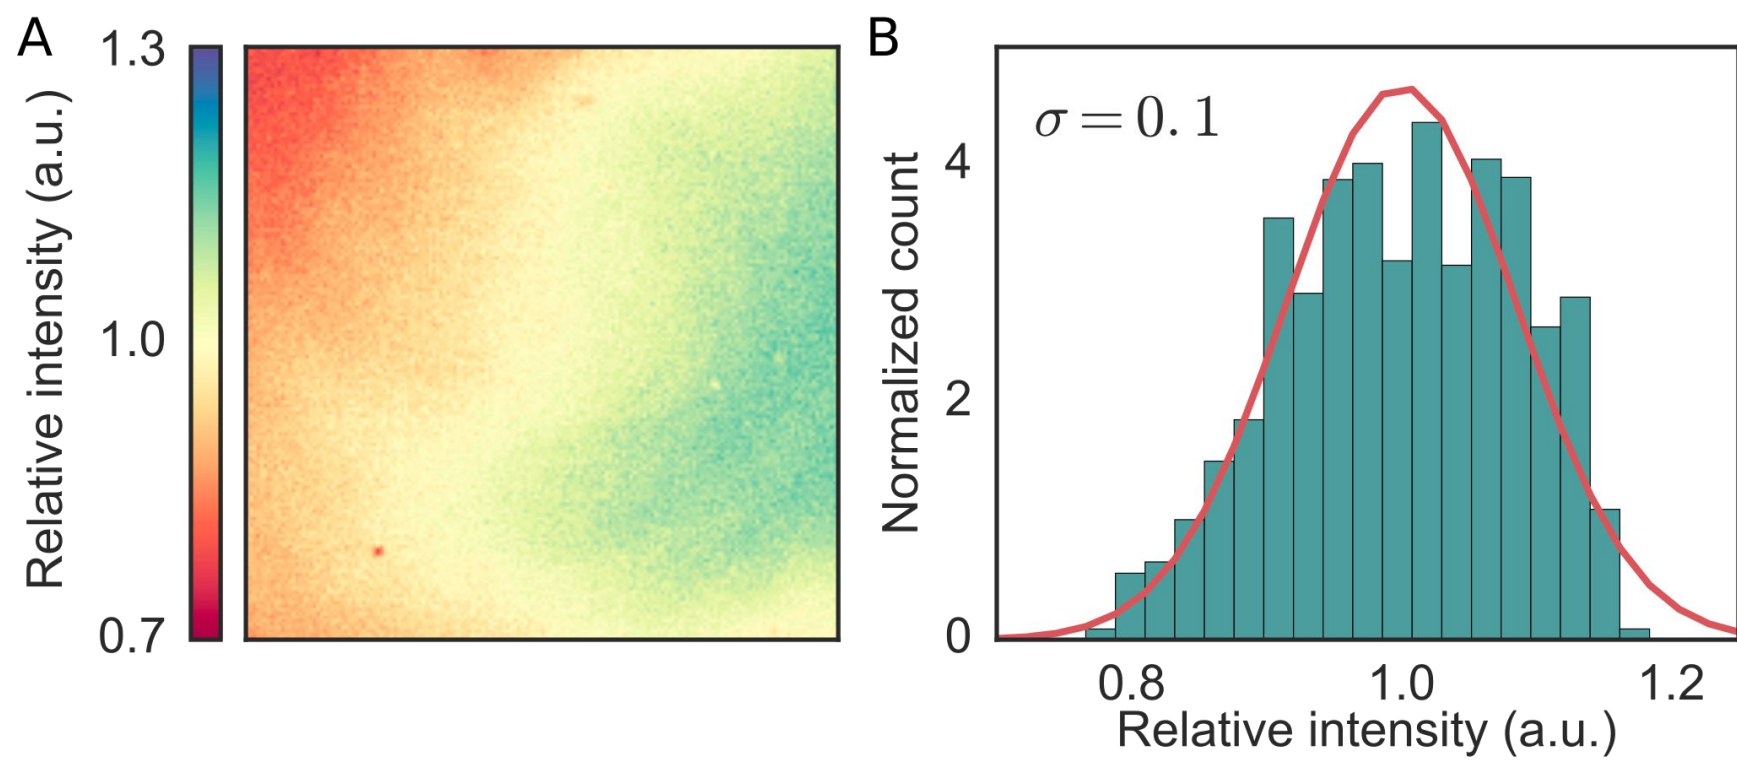 A
1.3
1.0
0.7
Relative intensity (a.u.)
B
σ = 0. 1
Normalized count
4
2
0
0.8 1.0 1.2
Relative intensity (a.u.)